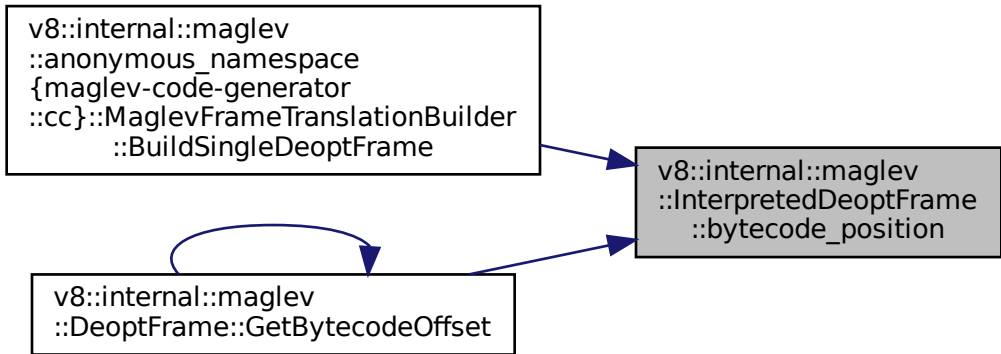 v8::internal::maglev
::anonymous_namespace
{maglev-code-generator
::cc}::MaglevFrameTranslationBuilder
::BuildSingleDeoptFrame
v8::internal::maglev
::InterpretedDeoptFrame
::bytecode_position
v8::internal::maglev
::DeoptFrame::GetBytecodeOffset